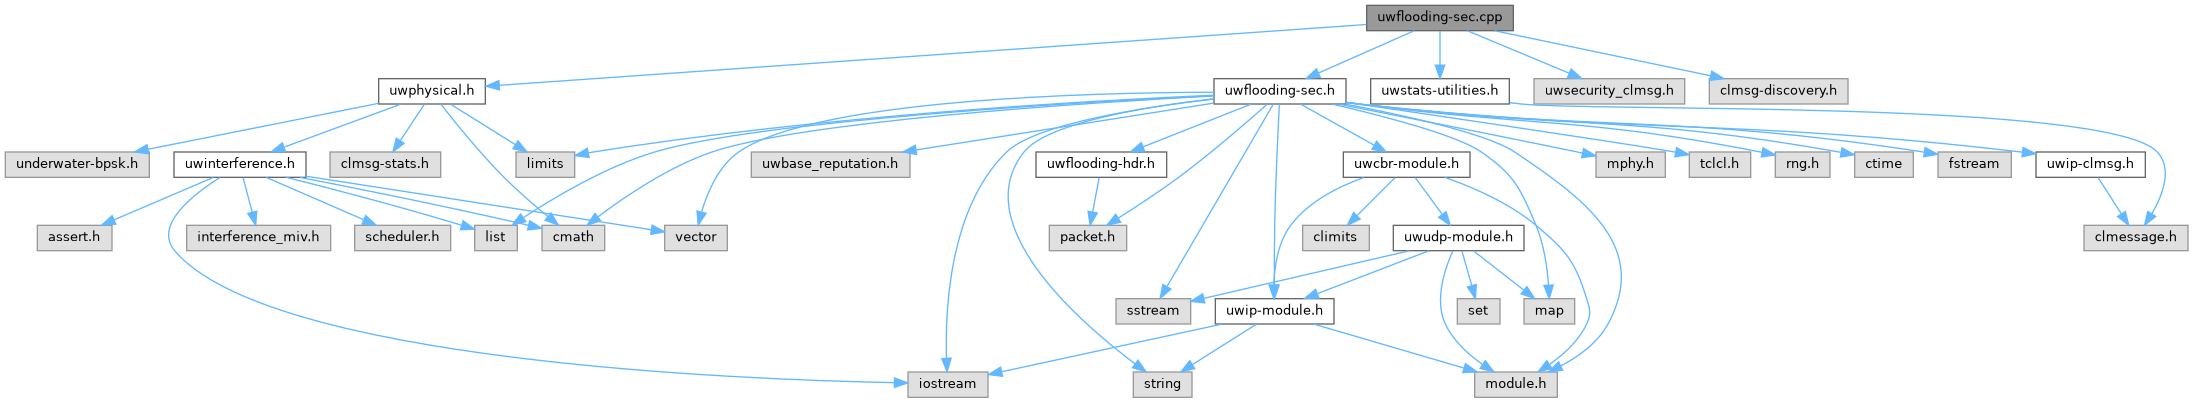 uwflooding-sec.cpp
uwphysical.h
uwflooding-sec.h
uwstats-utilities.h
uwsecurity_clmsg.h
clmsg-discovery.h
underwater-bpsk.h
uwinterference.h
clmsg-stats.h
limits
uwbase_reputation.h
uwflooding-hdr.h
uwcbr-module.h
mphy.h
tclcl.h
rng.h
ctime
fstream
uwip-clmsg.h
assert.h
interference_miv.h
scheduler.h
list
cmath
vector
packet.h
climits
uwudp-module.h
clmessage.h
sstream
uwip-module.h
set
map
iostream
string
module.h